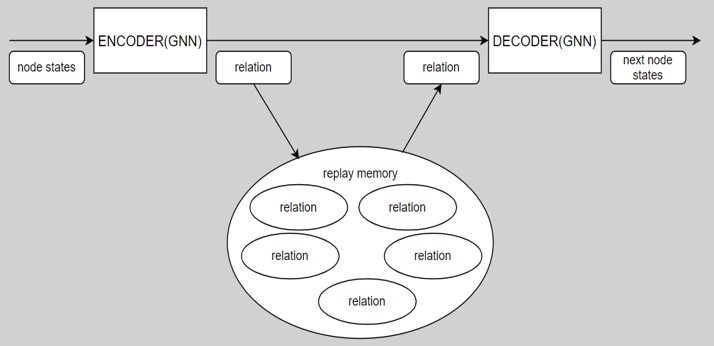 ENCODER(GNN)
DECODER(GNN)
node states
relation
relation
next node
states
replay memory
relation
relation
relation
relation
relation